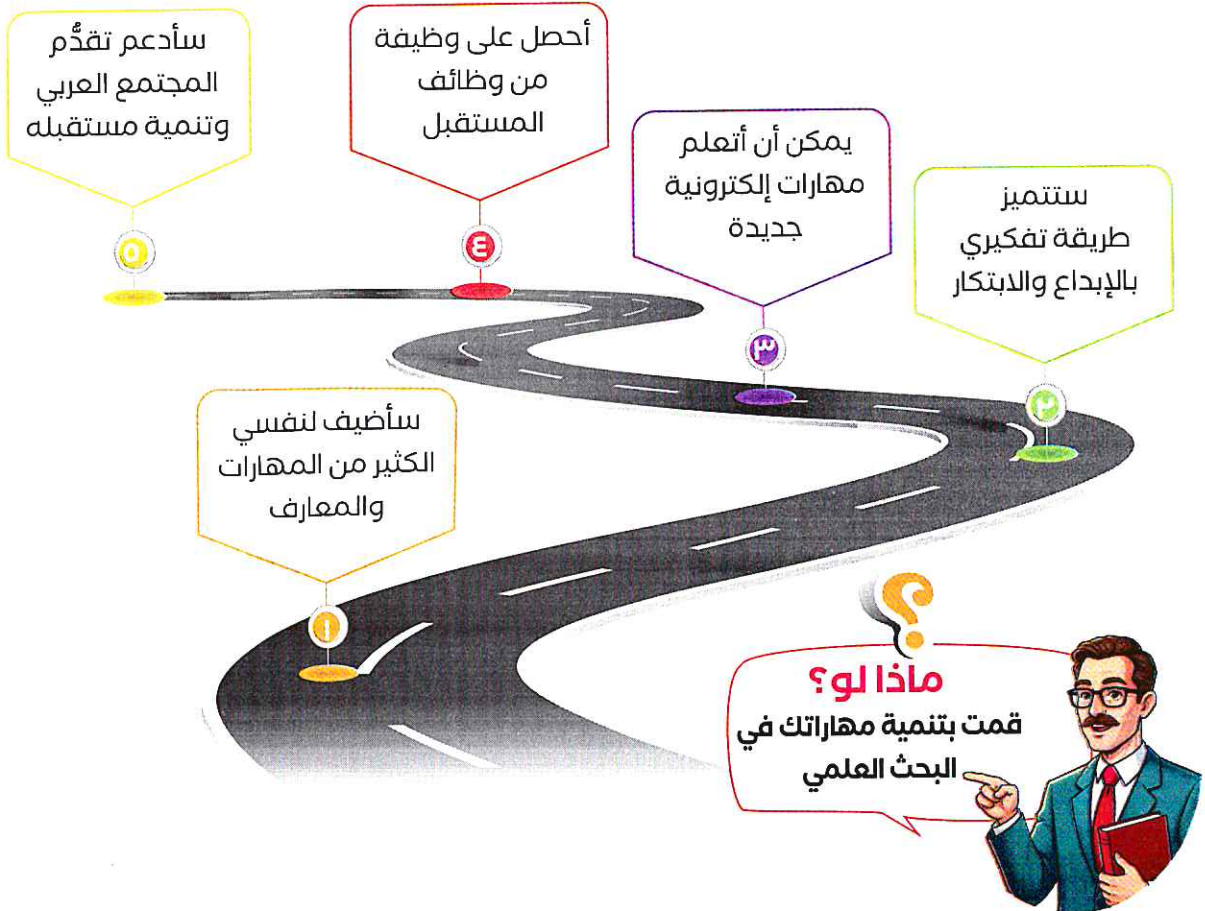 سأدعم تقدُّم
المجتمع العربي
وتنمية مستقبله
٥
أحصل على وظيفة
من وظائف
المستقبل
٤
يمكن أن أتعلم
مهارات إلكترونية
جديدة
٣
ستتميز
طريقة تفكيري
بالإبداع والابتكار
٢
سأضيف لنفسي
الكثير من المهارات
والمعارف
١
؟
ماذا لو؟
قمت بتنمية مهاراتك في
البحث العلمي